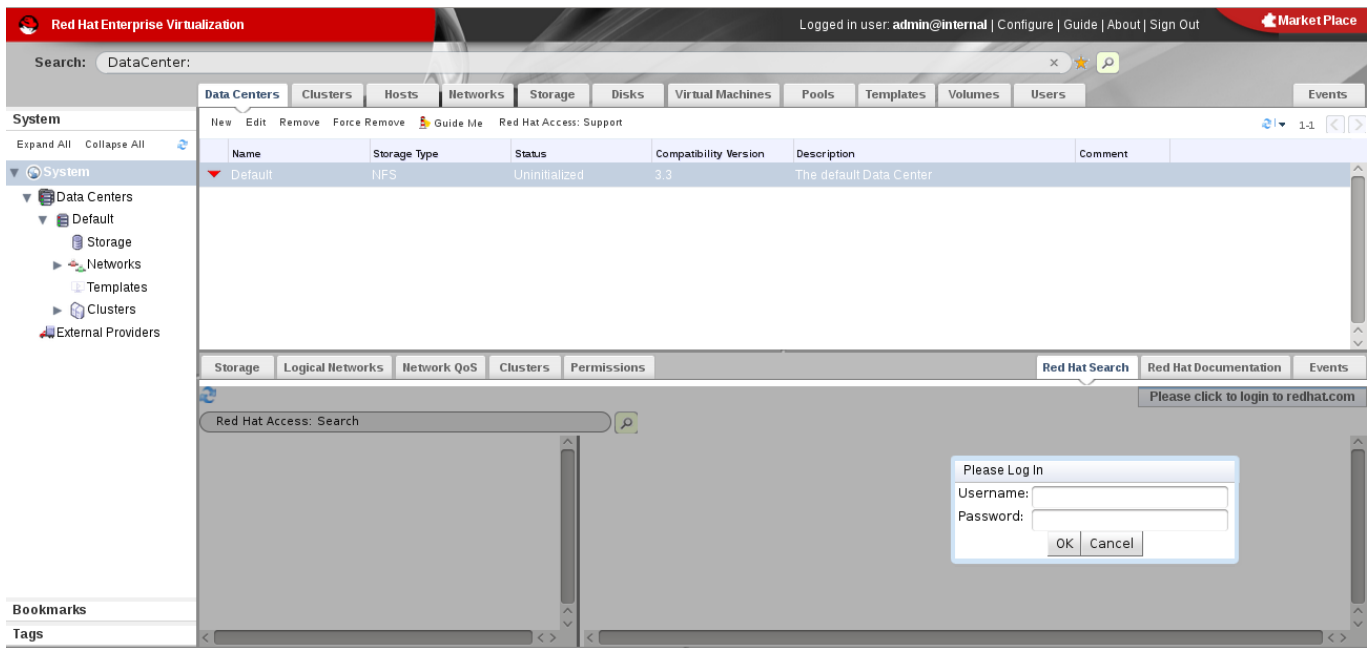 Red Hat Enterprise Virtualization
Logged in user: admin@internal | Configure | Guide | About | Sign Out
Market Place
Search: DataCenter:
Data Centers Clusters Hosts Networks Storage Disks Virtual Machines Pools Templates Volumes Users Events
System
New Edit Remove Force Remove Guide Me Red Hat Access: Support 1-1
Expand All Collapse All
Name Storage Type Status Compatibility Version Description Comment
System
Default NFS Uninitialized 3.3 The default Data Center
Data Centers
Default
Storage
Networks
Templates
Clusters
External Providers
Storage Logical Networks Network QoS Clusters Permissions Red Hat Search Red Hat Documentation Events
Please click to login to redhat.com
Red Hat Access: Search
Please Log In
Username:
Password:
OK Cancel
Bookmarks
Tags